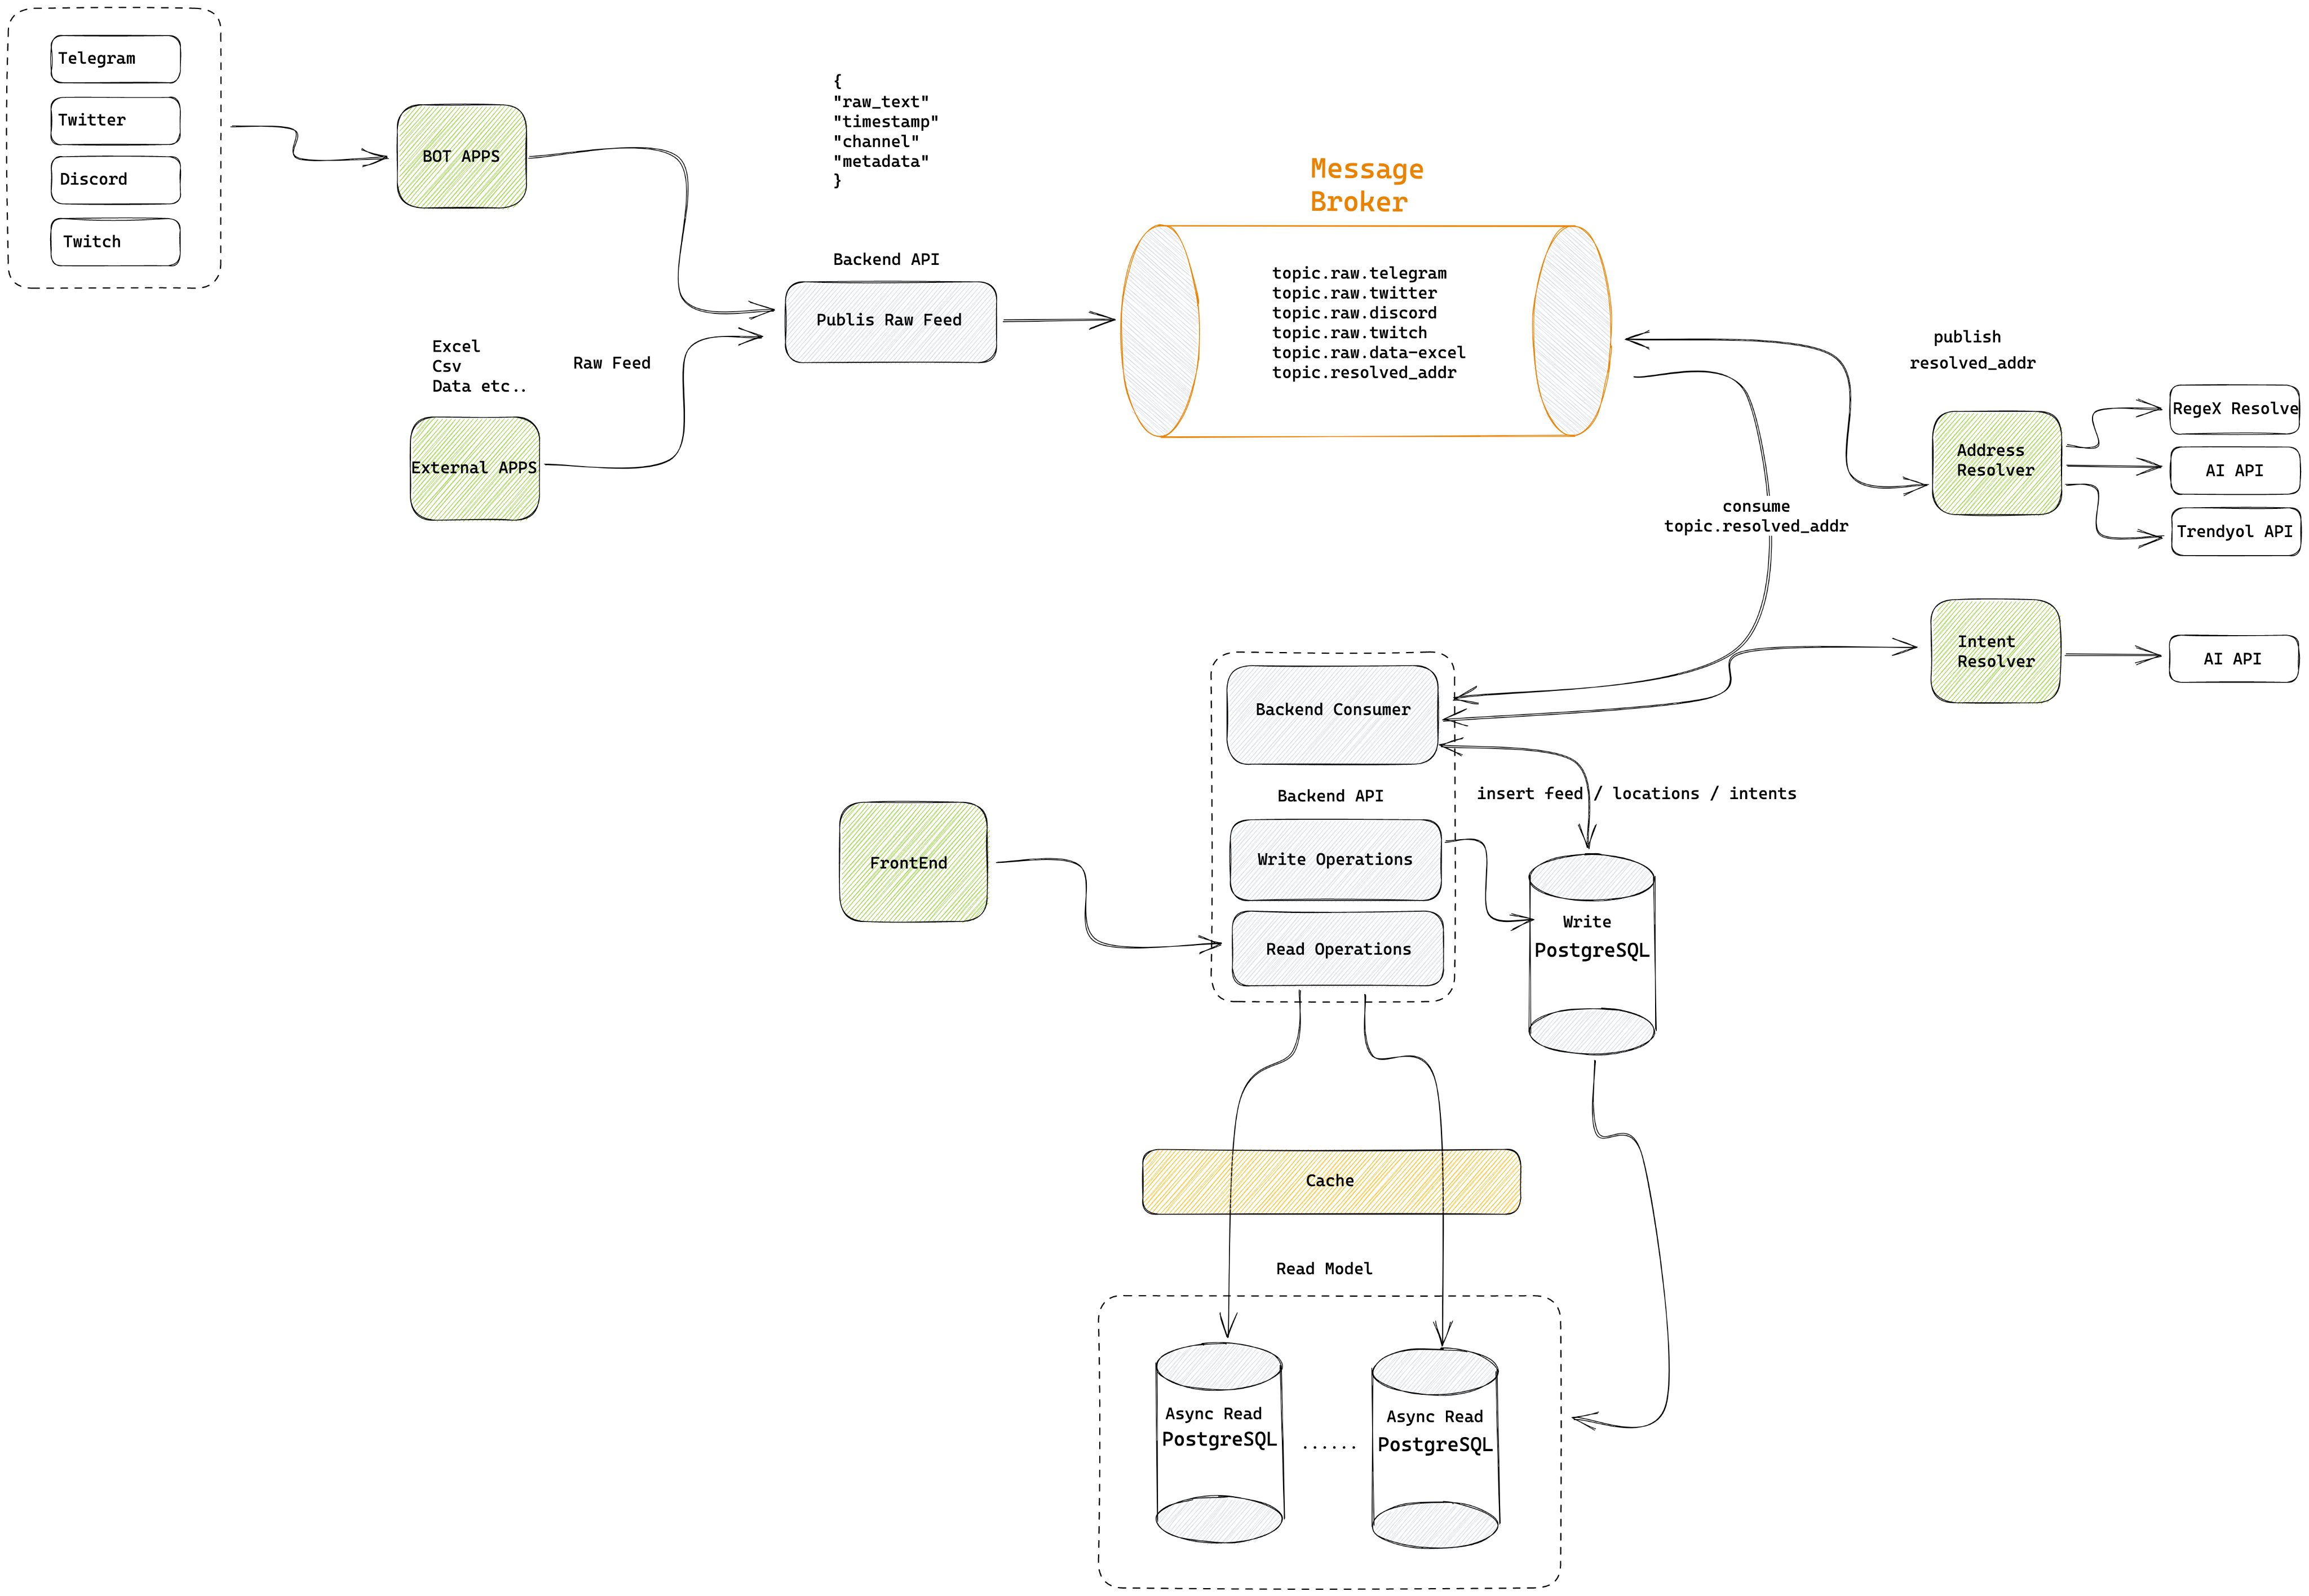 Telegram
Twitter
Discord
Twitch
BOT APPS
{
"raw_text"
"timestamp"
"channel"
"metadata"
}
Backend API
Publis Raw Feed
Excel
Csv
Data etc..
Raw Feed
External APPS
Message
Broker
topic.raw.telegram
topic.raw.twitter
topic.raw.discord
topic.raw.twitch
topic.raw.data-excel
topic.resolved_addr
publish
resolved_addr
Address
Resolver
RegeX Resolve
AI API
Trendyol API
consume
topic.resolved_addr
Intent
Resolver
AI API
Backend Consumer
Backend API
insert feed / locations / intents
Write Operations
FrontEnd
Read Operations
Write
PostgreSQL
Cache
Read Model
Async Read
PostgreSQL
......
Async Read
PostgreSQL